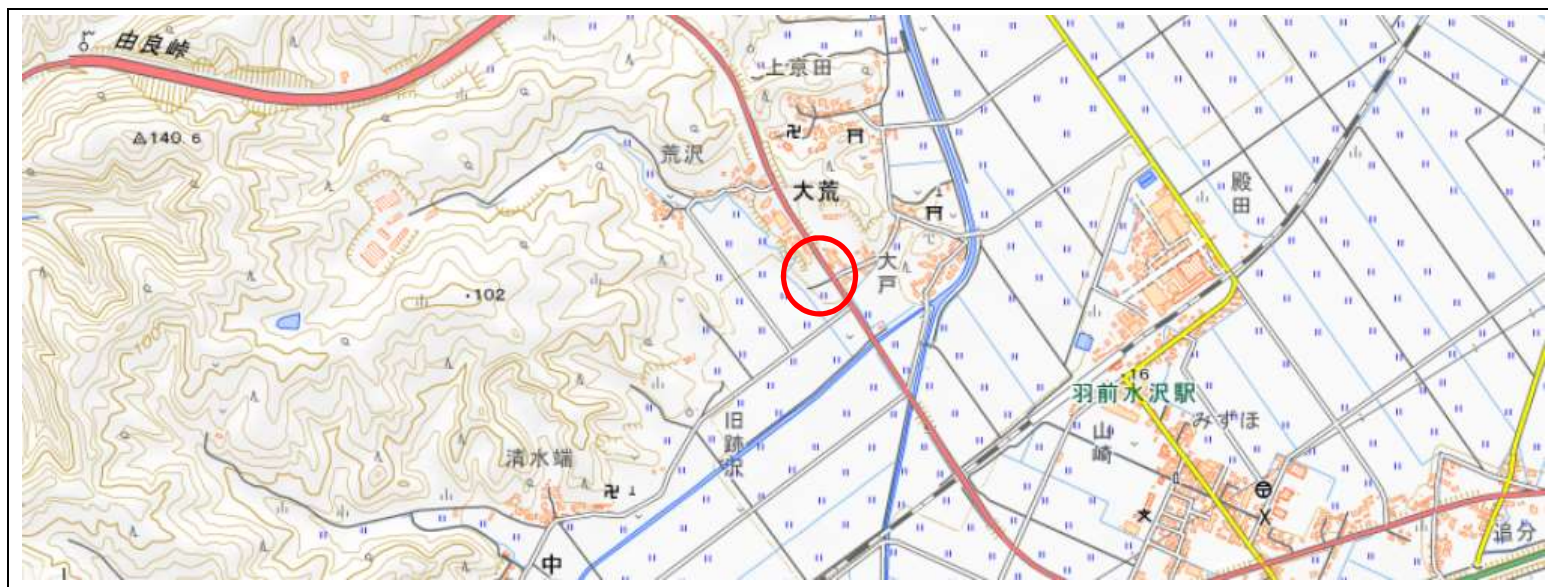 由良峠
上京田
140.6
荒沢
大荒
殿田
大戸
102
16
羽前水沢駅
みずほ
旧跡沢
山崎
清水端
追分
中